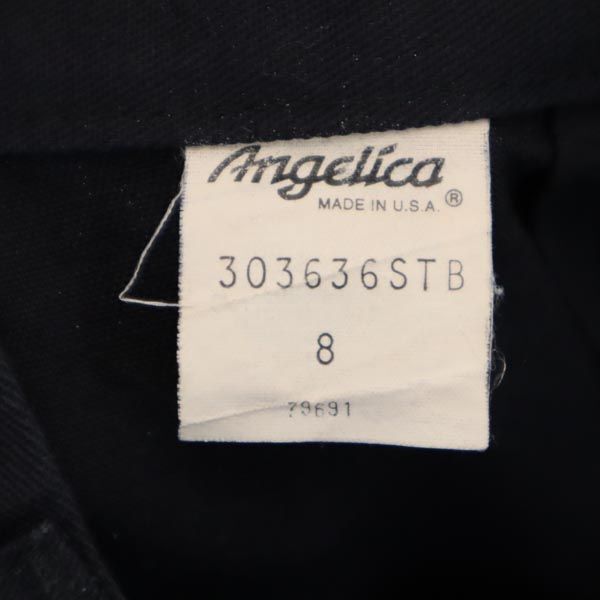 Angelica
MADE IN U.S.A. ®
303636STB
8
79691